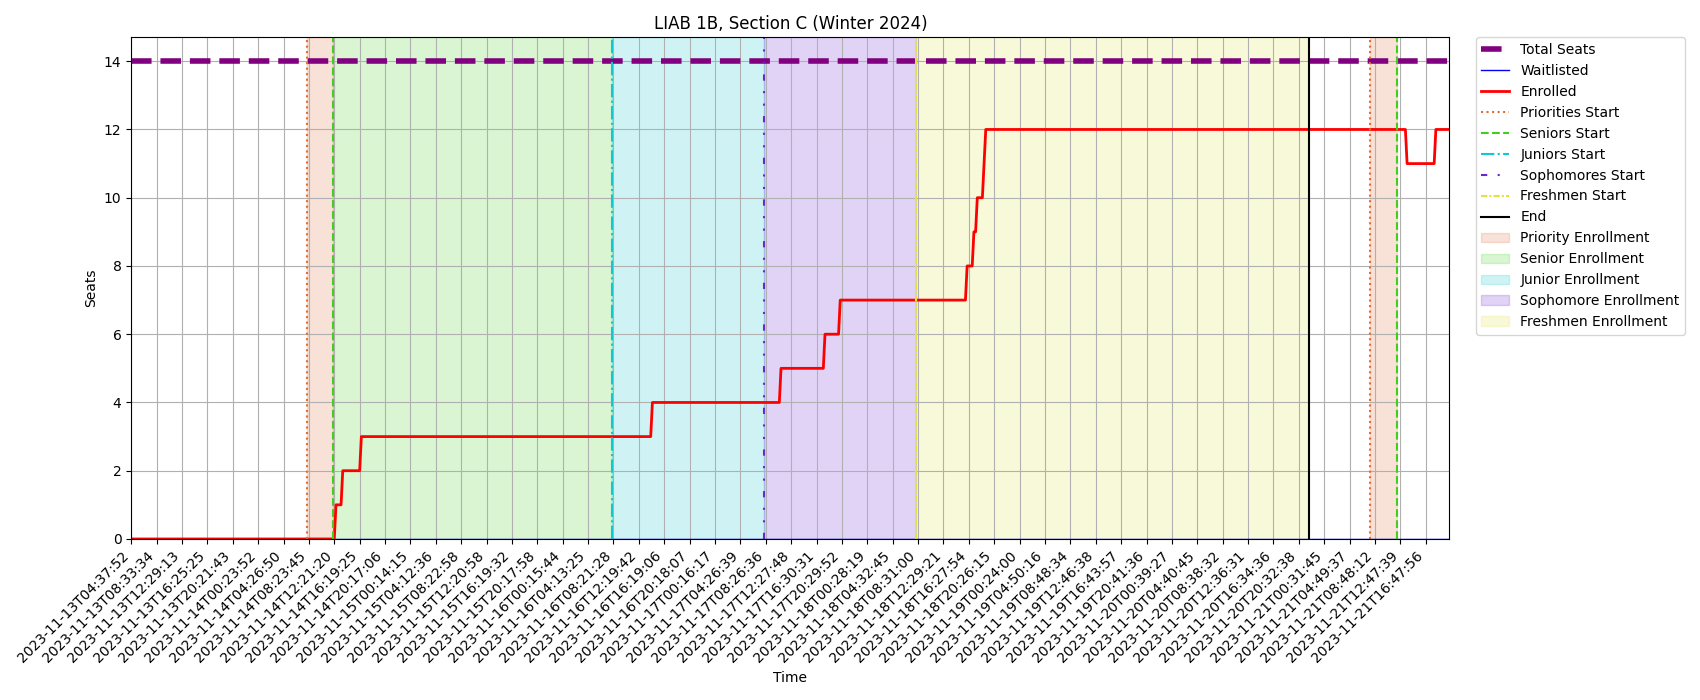 LIAB 1B, Section C (Winter 2024)
Seats
14
12
10
8
6
4
2
0
2023-11-13T04:37:52
2023-11-13T08:33:34
2023-11-13T12:29:13
2023-11-13T16:25:25
2023-11-13T20:21:43
2023-11-14T00:23:52
2023-11-14T04:26:50
2023-11-14T08:23:45
2023-11-14T12:21:20
2023-11-14T16:19:25
2023-11-14T20:17:06
2023-11-15T00:14:15
2023-11-15T04:12:36
2023-11-15T08:22:58
2023-11-15T12:20:58
2023-11-15T16:19:32
2023-11-15T20:17:58
2023-11-16T00:15:44
2023-11-16T04:13:25
2023-11-16T08:21:28
2023-11-16T12:19:42
2023-11-16T16:19:06
2023-11-16T20:18:07
2023-11-17T00:16:17
2023-11-17T04:26:39
2023-11-17T08:26:36
2023-11-17T12:27:48
2023-11-17T16:30:31
2023-11-17T20:29:52
2023-11-18T00:28:19
2023-11-18T04:32:45
2023-11-18T08:31:00
2023-11-18T12:29:21
2023-11-18T16:27:54
2023-11-18T20:26:15
2023-11-19T00:24:00
2023-11-19T04:50:16
2023-11-19T08:48:34
2023-11-19T12:46:38
2023-11-19T16:43:57
2023-11-19T20:41:36
2023-11-20T00:39:27
2023-11-20T04:40:45
2023-11-20T08:38:32
2023-11-20T12:36:31
2023-11-20T16:34:36
2023-11-20T20:32:38
2023-11-21T00:31:45
2023-11-21T04:49:37
2023-11-21T08:48:12
2023-11-21T12:47:39
2023-11-21T16:47:56
Time
Total Seats
Waitlisted
Enrolled
Priorities Start
Seniors Start
Juniors Start
Sophomores Start
Freshmen Start
End
Priority Enrollment
Senior Enrollment
Junior Enrollment
Sophomore Enrollment
Freshmen Enrollment